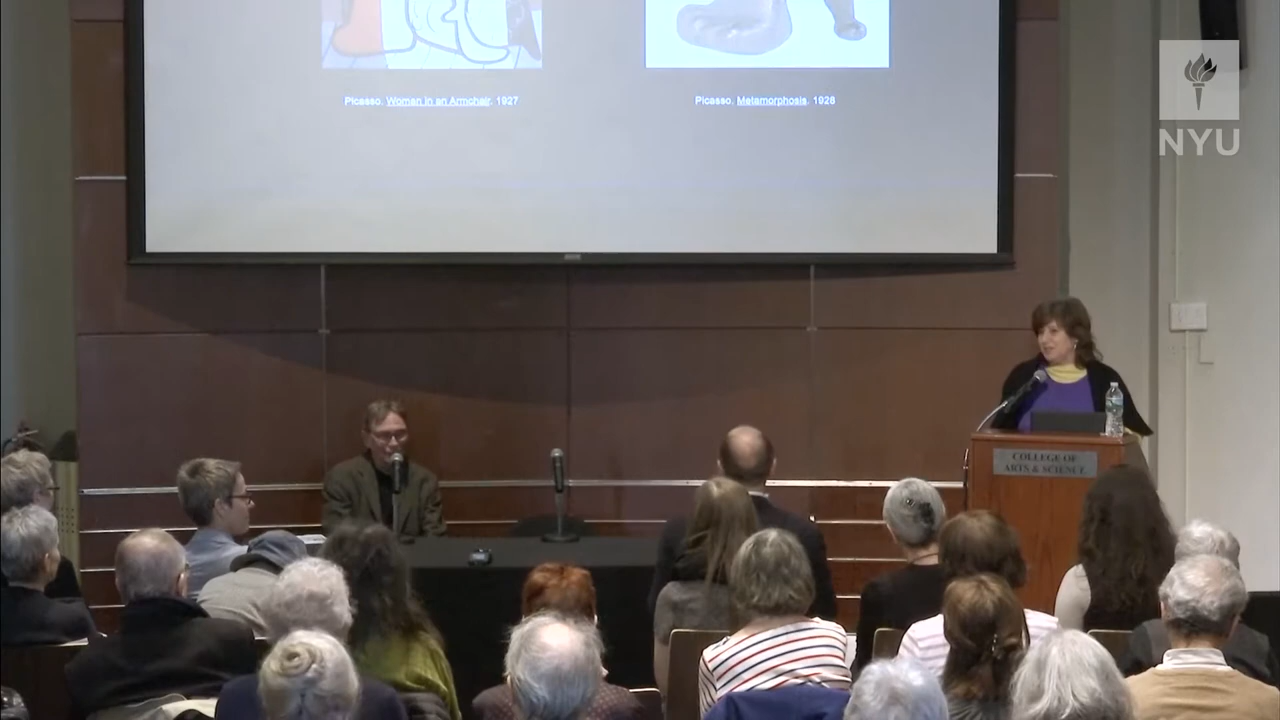 Picasso. Woman in an Armchair. 1927
Picasso. Metamorphosis. 1928
NYU
COLLEGE OF
ARTS & SCIENCE